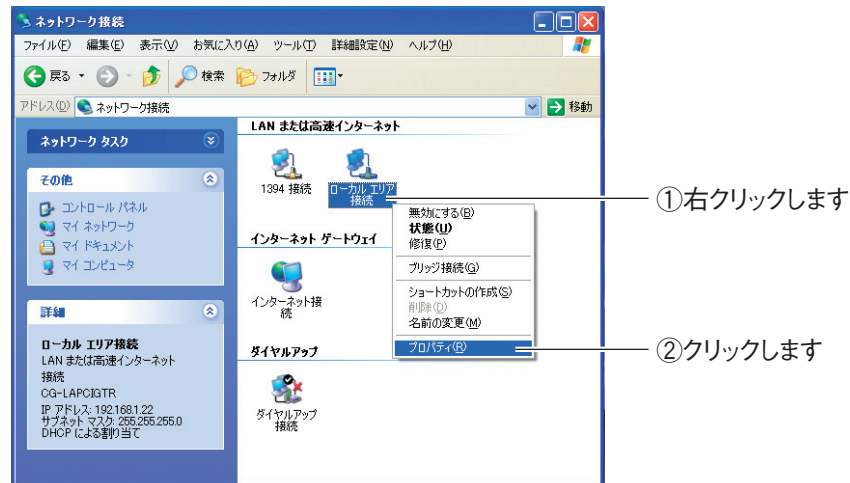 ネットワーク接続
ファイル(F) 編集(E) 表示(V) お気に入り(A) ツール(T) 詳細設定(N) ヘルプ(H)
戻る 検索 フォルダ
アドレス(D) ネットワーク接続 移動
ネットワーク タスク
その他
コントロール パネル
マイ ネットワーク
マイ ドキュメント
マイ コンピュータ
詳細
ローカル エリア接続
LAN または高速インターネット
接続
CG-LAPCIGTR
IP アドレス: 192.168.1.22
サブネット マスク: 255.255.255.0
DHCP による割り当て
LAN または高速インターネット
1394 接続
ローカル エリア
接続
インターネット ゲートウェイ
インターネット接
続
ダイヤルアップ
ダイヤルアップ
接続
無効にする(B)
状態(U)
修復(P)
ブリッジ接続(G)
ショートカットの作成(S)
削除(D)
名前の変更(M)
プロパティ(R)
①右クリックします
②クリックします